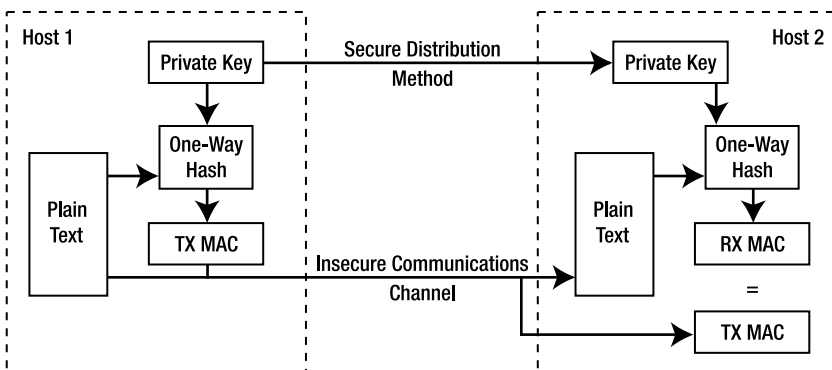 Host 1
Private Key
One-Way
Hash
Plain
Text
TX MAC
Secure Distribution
Method
Insecure Communications
Channel
Host 2
Private Key
One-Way
Hash
Plain
Text
RX MAC
=
TX MAC